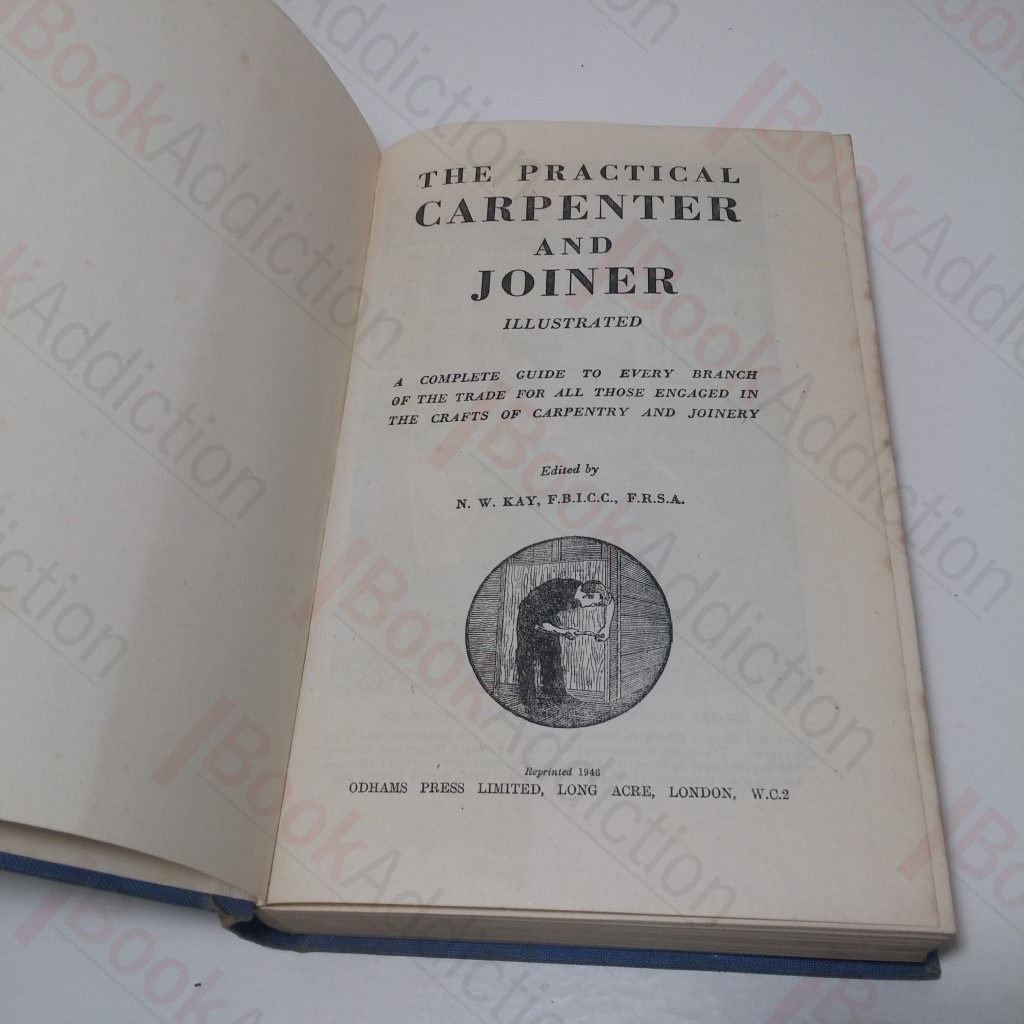 THE PRACTICAL
CARPENTER
AND
JOINER
ILLUSTRATED
A COMPLETE GUIDE TO EVERY BRANCH
OF THE TRADE FOR ALL THOSE ENGAGED IN
THE CRAFTS OF CARPENTRY AND JOINERY
Edited by
N. W. KAY, F.B.I.C.C., F.R.S.A.
Reprinted 1946
ODHAMS PRESS LIMITED, LONG ACRE, LONDON, W.C.2
BookAddiction